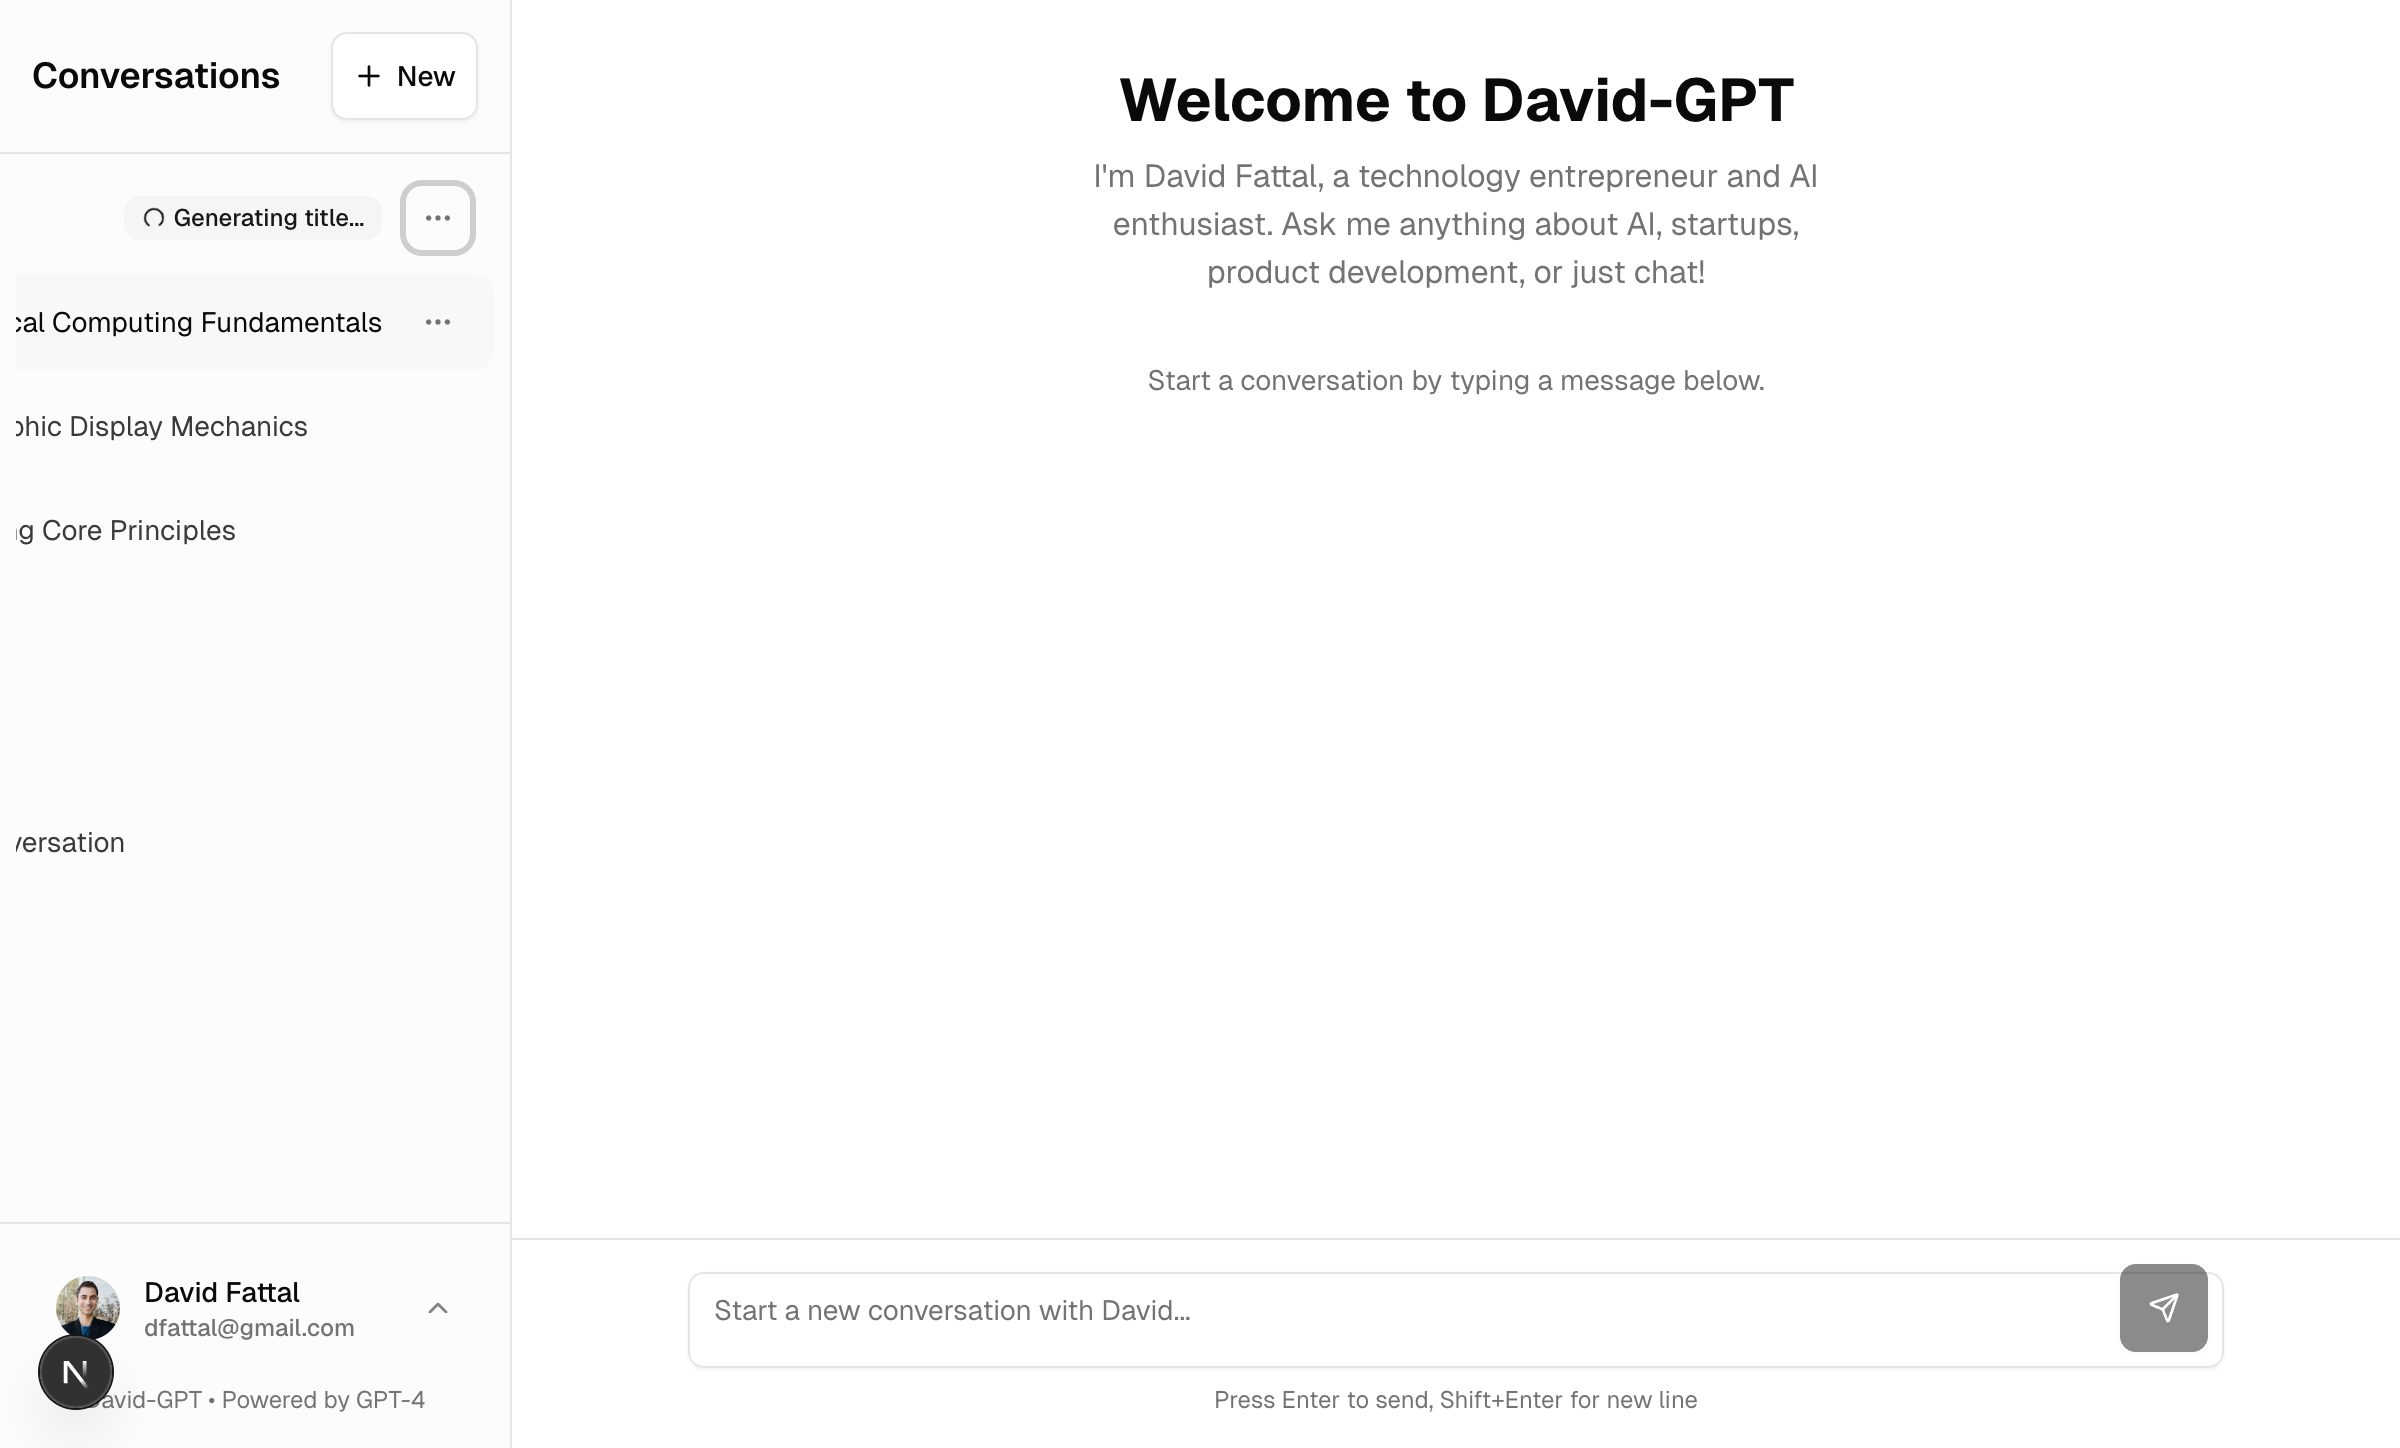 Conversations
New
Generating title...
cal Computing Fundamentals
phic Display Mechanics
ng Core Principles
versation
David Fattal
dfattal@gmail.com
N
avid-GPT • Powered by GPT-4
Welcome to David-GPT
I'm David Fattal, a technology entrepreneur and AI
enthusiast. Ask me anything about AI, startups,
product development, or just chat!
Start a conversation by typing a message below.
Start a new conversation with David...
Press Enter to send, Shift+Enter for new line